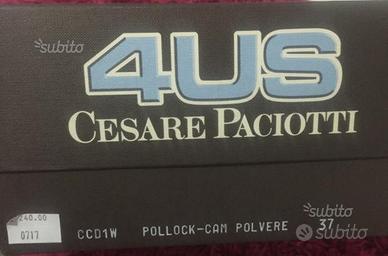 subito
4US
CESARE PACIOTTI
240.00
0717
CCD1W POLLOCK-CAM POLVERE 37
subito
subito